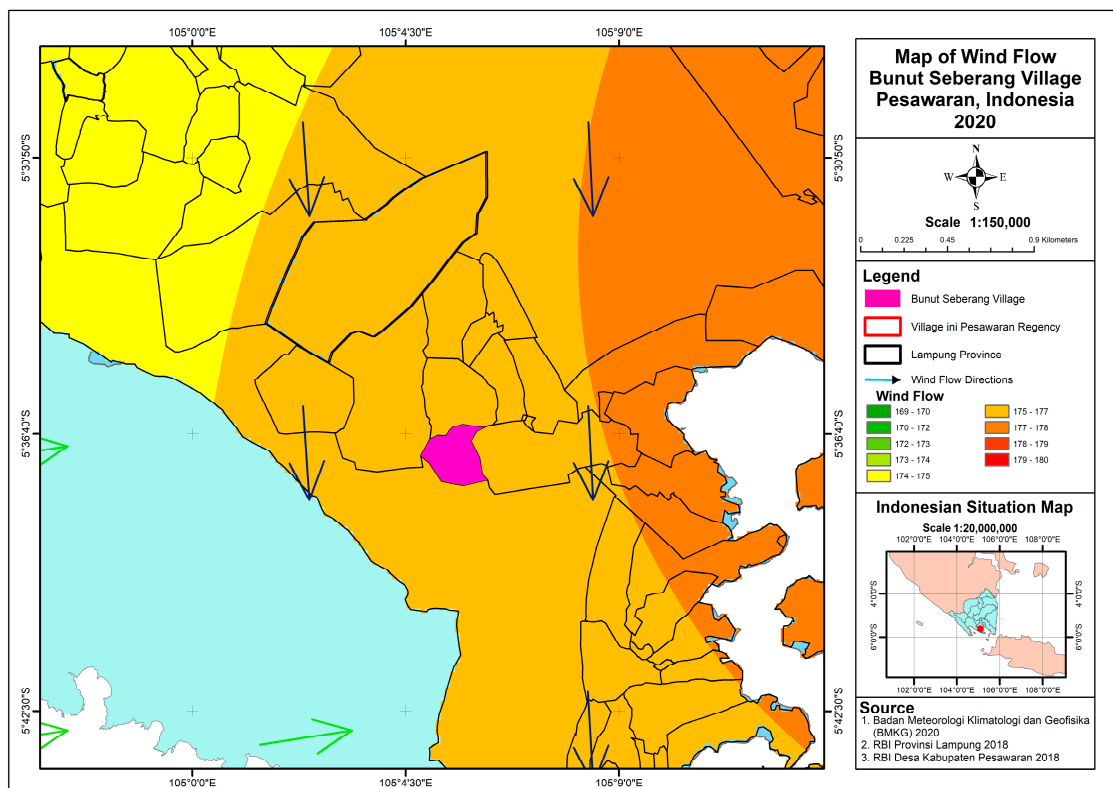 105°0'0"E 105°4'30"E 105°9'0"E
5°30'50"S 5°30'50"S
5°36'40"S 5°36'40"S
5°42'30"S 5°42'30"S
105°0'0"E 105°4'30"E 105°9'0"E
Map of Wind Flow
Bunut Seberang Village
Pesawaran, Indonesia
2020
N
W E
S
Scale 1:150,000
0 0.225 0.45 0.9 Kilometers
Legend
Bunut Seberang Village
Village ini Pesawaran Regency
Lampung Province
Wind Flow Directions
Wind Flow
169 - 170
170 - 172
172 - 173
173 - 174
174 - 175
175 - 177
177 - 178
178 - 179
179 - 180
Indonesian Situation Map
Scale 1:20,000,000
102°0'0"E 104°0'0"E 106°0'0"E 108°0'0"E
4°0'0"S 4°0'0"S
6°0'0"S 6°0'0"S
102°0'0"E 104°0'0"E 106°0'0"E 108°0'0"E
Source
1. Badan Meteorologi Klimatologi dan Geofisika
(BMKG) 2020
2. RBI Provinsi Lampung 2018
3. RBI Desa Kabupaten Pesawaran 2018